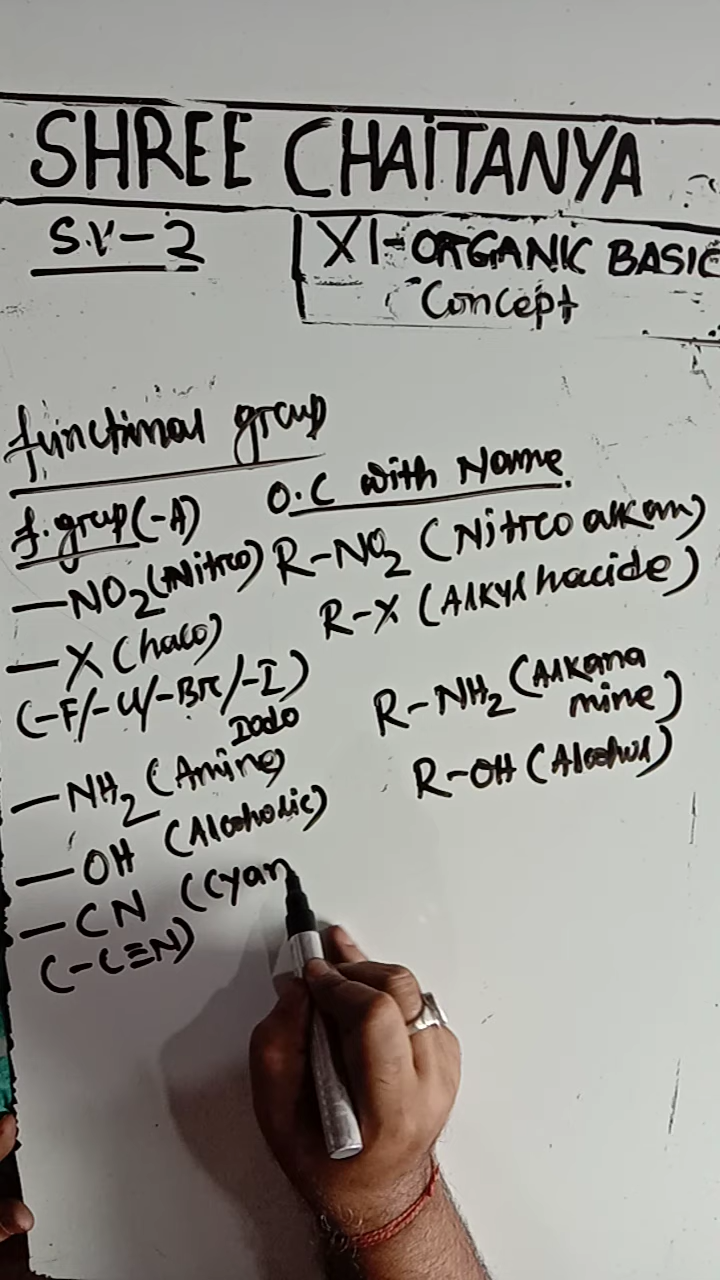 SHREE CHAITANYA
S.V-2
XI-ORGANIC BASIC
Concept
functional group
f.group(-A) O.C with Name.
-NO2(Nitro) R-NO2 (Nitro alkan)
-X (halo) R-X (Alkyl halide)
(-F/-Cl/-Br/-I)
Iodo
-NH2 (Amino) R-NH2 (Alkana
mine)
-OH (Alcoholic) R-OH (Alcohol)
-CN (Cyan
(-C≡N)